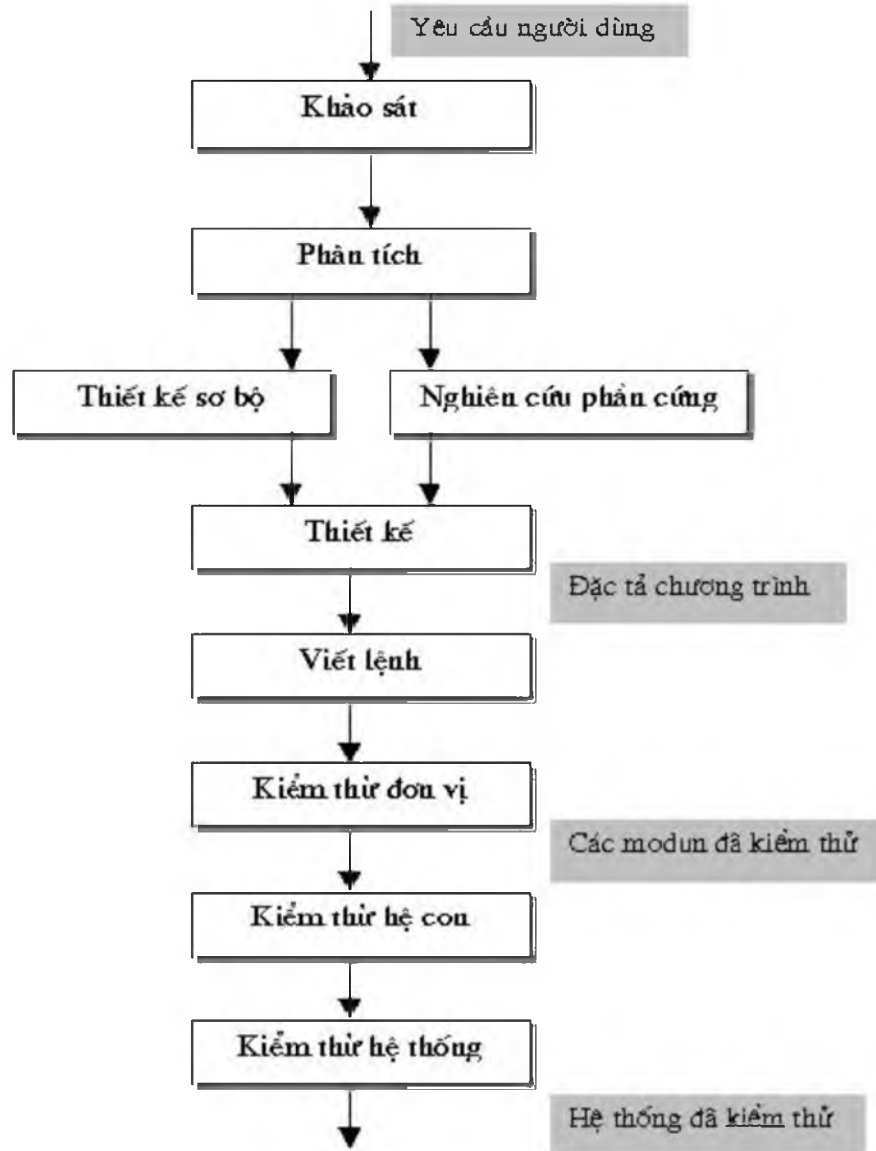 Yêu cầu người dùng
Khảo sát
Phân tích
Thiết kế sơ bộ
Nghiên cứu phần cứng
Thiết kế
Đặc tả chương trình
Viết lệnh
Kiểm thử đơn vị
Các modun đã kiểm thử
Kiểm thử hệ con
Kiểm thử hệ thống
Hệ thống đã kiểm thử